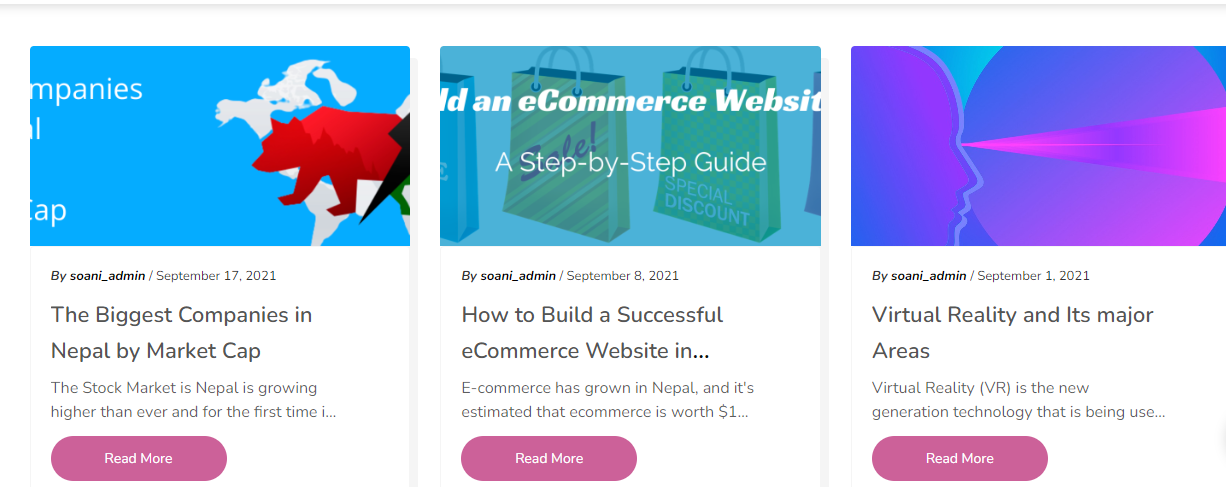 mpanies
al
Cap
ld an eCommerce Websit
A Step-by-Step Guide
Sale!
SPECIAL
DISCOUNT
By soani_admin / September 17, 2021
The Biggest Companies in
Nepal by Market Cap
The Stock Market is Nepal is growing
higher than ever and for the first time i...
Read More
By soani_admin / September 8, 2021
How to Build a Successful
eCommerce Website in...
E-commerce has grown in Nepal, and it's
estimated that ecommerce is worth $1...
Read More
By soani_admin / September 1, 2021
Virtual Reality and Its major
Areas
Virtual Reality (VR) is the new
generation technology that is being use...
Read More